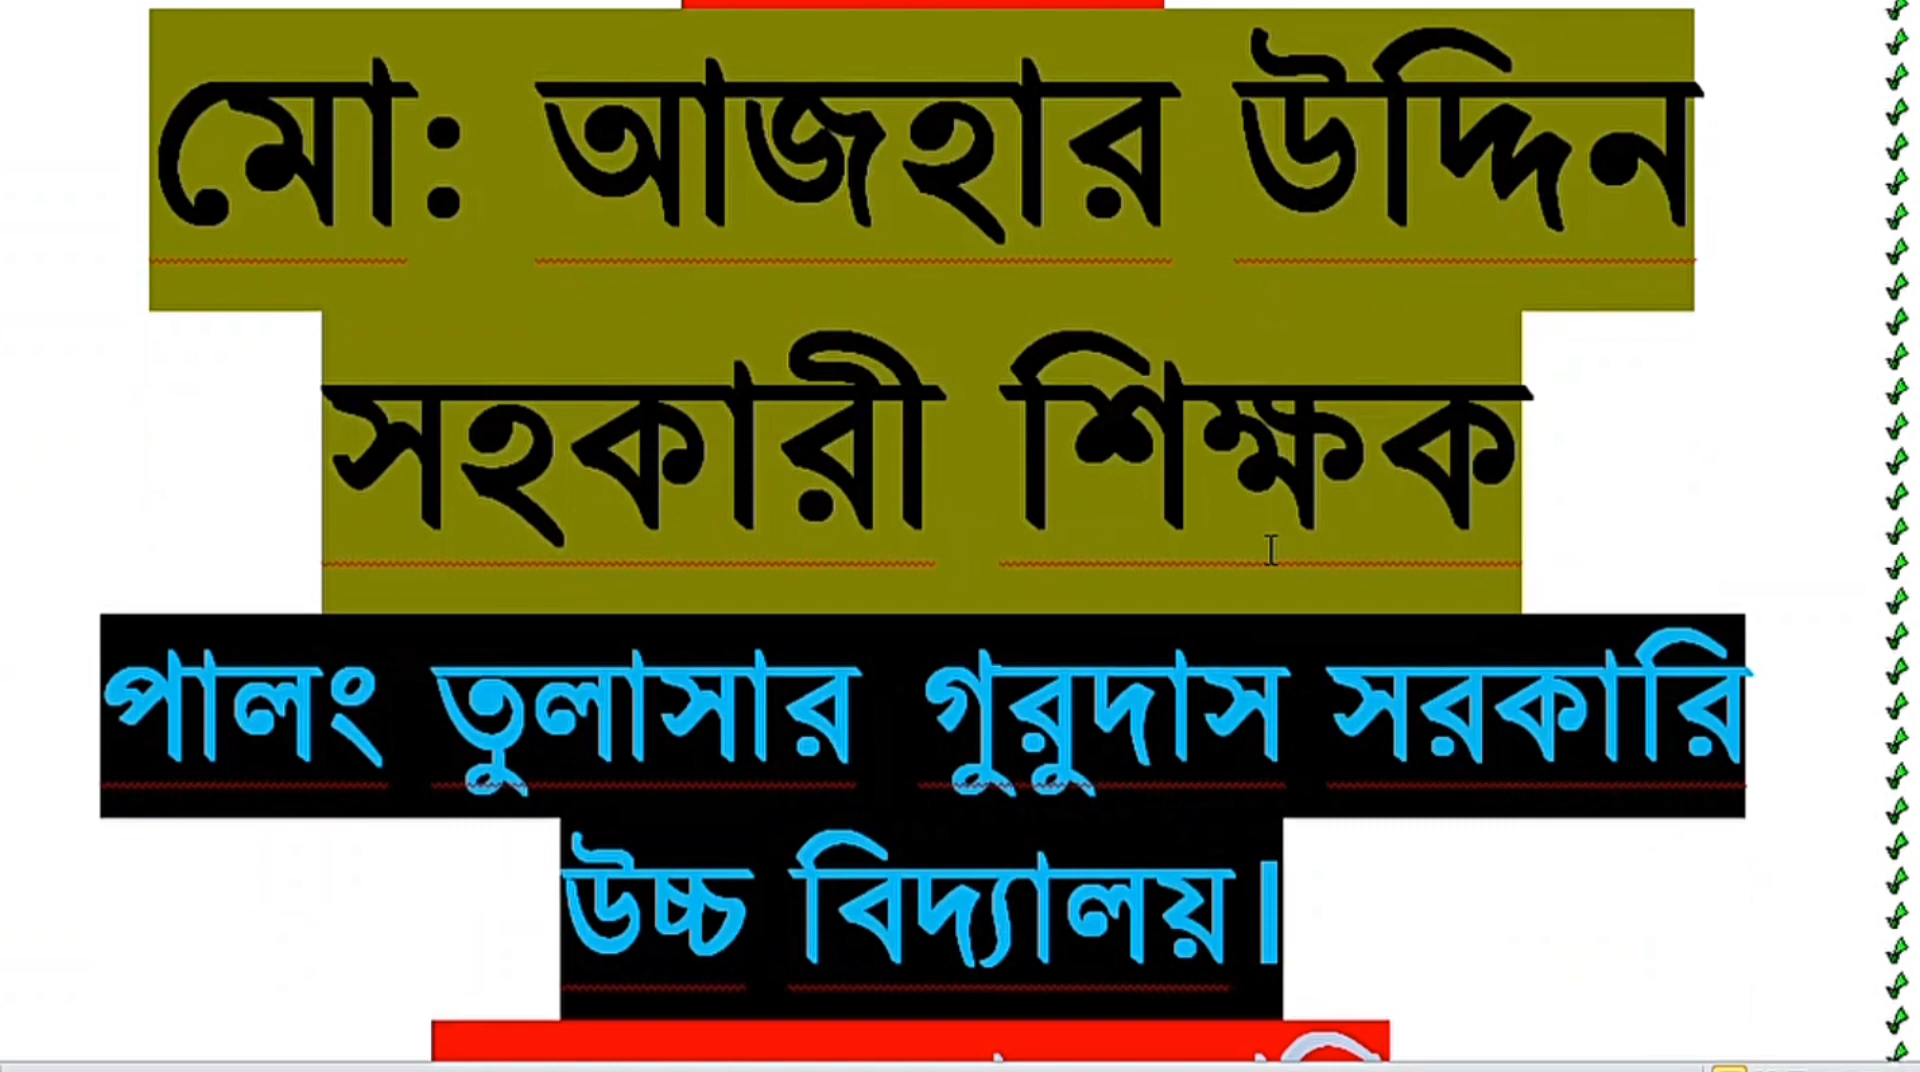 মো: আজহার উদ্দিন
সহকারী শিক্ষক
পালং তুলাসার গুরুদাস সরকারি
উচ্চ বিদ্যালয়।